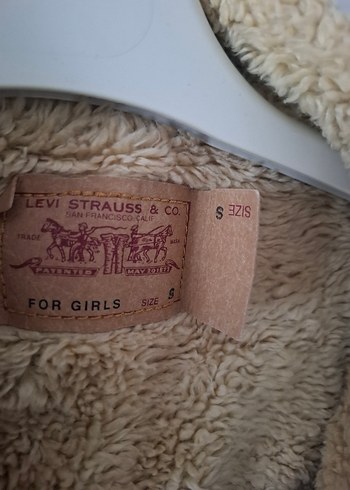 LEVI STRAUSS & CO.
SAN FRANCISCO, CALIF.
TRADE MARK
PATENTED MAY 20 1873
FOR GIRLS SIZE S
SIZE S